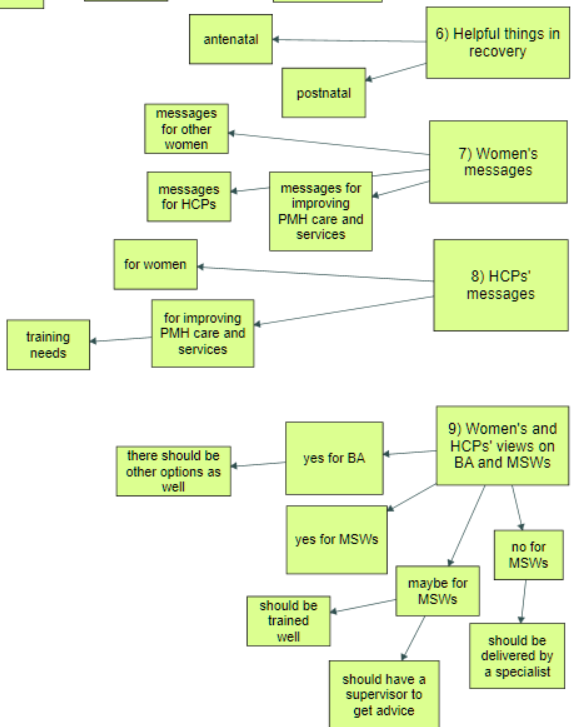 antenatal
6) Helpful things in
recovery
postnatal
messages
for other
women
7) Women's
messages
messages
for HCPs
messages for
improving
PMH care and
services
for women
8) HCPs'
messages
for improving
PMH care and
services
training
needs
9) Women's and
HCPs' views on
BA and MSWs
yes for BA
there should be
other options as
well
yes for MSWs
no for
MSWs
maybe for
MSWs
should be
trained
well
should be
delivered by
a specialist
should have a
supervisor to
get advice